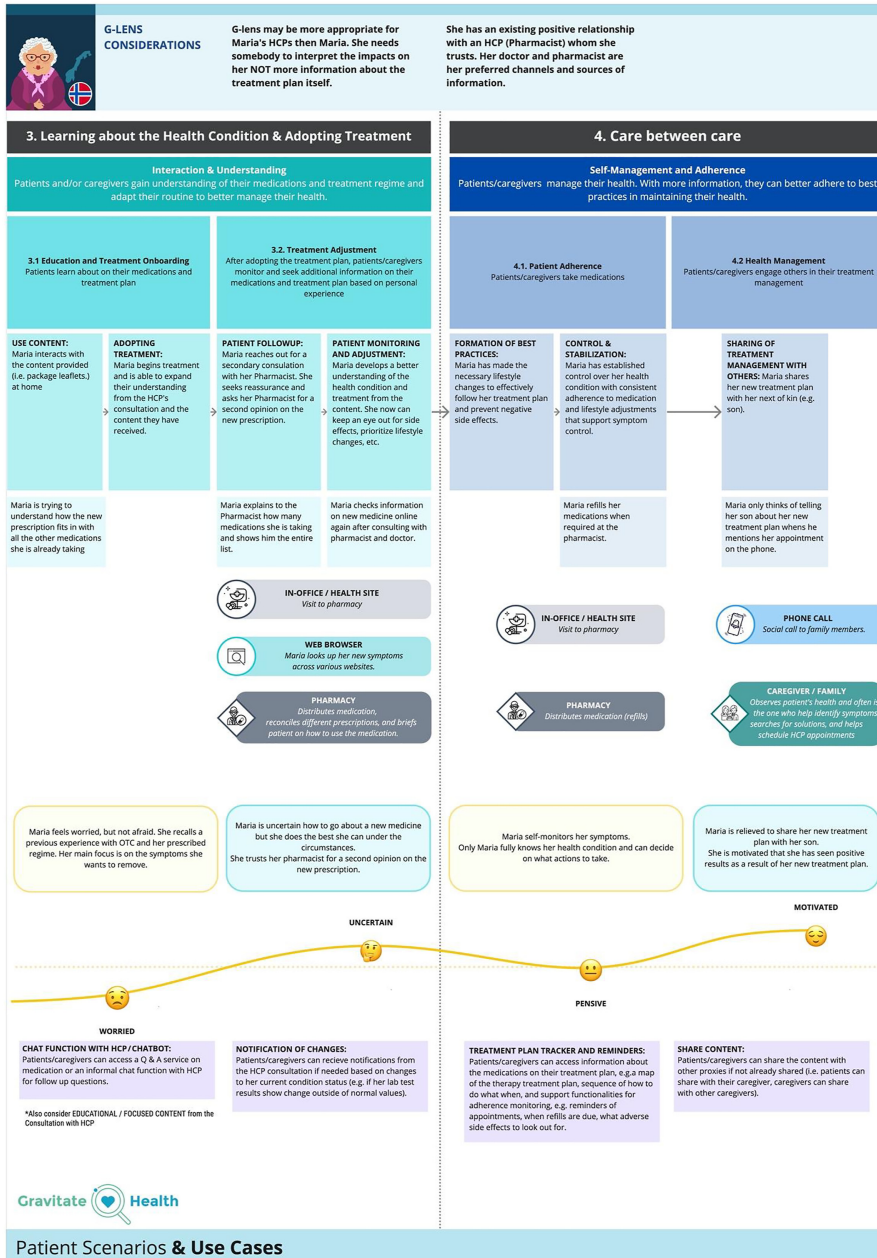 G-LENS
CONSIDERATIONS
G-lens may be more appropriate for
Maria's HCPs then Maria. She needs
somebody to interpret the impacts on
her NOT more information about the
treatment plan itself.
She has an existing positive relationship
with an HCP (Pharmacist) whom she
trusts. Her doctor and pharmacist are
her preferred channels and sources of
information.
3. Learning about the Health Condition & Adopting Treatment
4. Care between care
Interaction & Understanding
Patients and/or caregivers gain understanding of their medications and treatment regime and
adapt their routine to better manage their health.
Self-Management and Adherence
Patients/caregivers manage their health. With more information, they can better adhere to best
practices in maintaining their health.
3.1 Education and Treatment Onboarding
Patients learn about on their medications and
treatment plan
3.2. Treatment Adjustment
After adopting the treatment plan, patients/caregivers
monitor and seek additional information on their
medications and treatment plan based on personal
experience
4.1. Patient Adherence
Patients/caregivers take medications
4.2 Health Management
Patients/caregivers engage others in their treatment
management
USE CONTENT:
Maria interacts with
the content provided
(i.e. package leaflets.)
at home
ADOPTING
TREATMENT:
Maria begins treatment
and is able to expand
their understanding
from the HCP's
consultation and the
content they have
received.
PATIENT FOLLOWUP:
Maria reaches out for a
secondary consulation
with her Pharmacist. She
seeks reassurance and
asks her Pharmacist for a
second opinion on the
new prescription.
PATIENT MONITORING
AND ADJUSTMENT:
Maria develops a better
understanding of the
health condition and
treatment from the
content. She now can
keep an eye out for side
effects, prioritize lifestyle
changes, etc.
FORMATION OF BEST
PRACTICES:
Maria has made the
necessary lifestyle
changes to effectively
follow her treatment plan
and prevent negative
side effects.
CONTROL &
STABILIZATION:
Maria has established
control over her health
condition with consistent
adherence to medication
and lifestyle adjustments
that support symptom
control.
SHARING OF
TREATMENT
MANAGEMENT WITH
OTHERS: Maria shares
her new treatment plan
with her next of kin (e.g.
son).
Maria is trying to
understand how the new
prescription fits in with
all the other medications
she is already taking
Maria explains to the
Pharmacist how many
medications she is taking
and shows him the entire
list.
Maria checks information
on new medicine online
again after consulting with
pharmacist and doctor.
Maria refills her
medications when
required at the
pharmacist.
Maria only thinks of telling
her son about her new
treatment plan whens he
mentions her appointment
on the phone.
IN-OFFICE / HEALTH SITE
Visit to pharmacy
WEB BROWSER
Maria looks up her new symptoms
across various websites.
PHARMACY
Distributes medication,
reconciles different prescriptions, and briefs
patient on how to use the medication.
IN-OFFICE / HEALTH SITE
Visit to pharmacy
PHARMACY
Distributes medication (refills)
PHONE CALL
Social call to family members.
CAREGIVER / FAMILY
Observes patient's health and often is
the one who help identify symptoms
searches for solutions, and helps
schedule HCP appointments
Maria feels worried, but not afraid. She recalls a
previous experience with OTC and her prescribed
regime. Her main focus is on the symptoms she
wants to remove.
Maria is uncertain how to go about a new medicine
but she does the best she can under the
circumstances.
She trusts her pharmacist for a second opinion on the
new prescription.
Maria self-monitors her symptoms.
Only Maria fully knows her health condition and can decide
on what actions to take.
Maria is relieved to share her new treatment
plan with her son.
She is motivated that she has seen positive
results as a result of her new treatment plan.
WORRIED
UNCERTAIN
PENSIVE
MOTIVATED
CHAT FUNCTION WITH HCP/CHATBOT:
Patients/caregivers can access a Q & A service on
medication or an informal chat function with HCP
for follow up questions.
*Also consider EDUCATIONAL / FOCUSED CONTENT from the
Consultation with HCP
NOTIFICATION OF CHANGES:
Patients/caregivers can recieve notifications from
the HCP consultation if needed based on changes
to her current condition status (e.g. if her lab test
results show change outside of normal values).
TREATMENT PLAN TRACKER AND REMINDERS:
Patients/caregivers can access information about
the medications on their treatment plan, e.g.a map
of the therapy treatment plan, sequence of how to
do what when, and support functionalities for
adherence monitoring, e.g. reminders of
appointments, when refills are due, what adverse
side effects to look out for.
SHARE CONTENT:
Patients/caregivers can share the content with
other proxies if not already shared (i.e. patients can
share with their caregiver, caregivers can share
with other caregivers).
Gravitate Health
Patient Scenarios & Use Cases